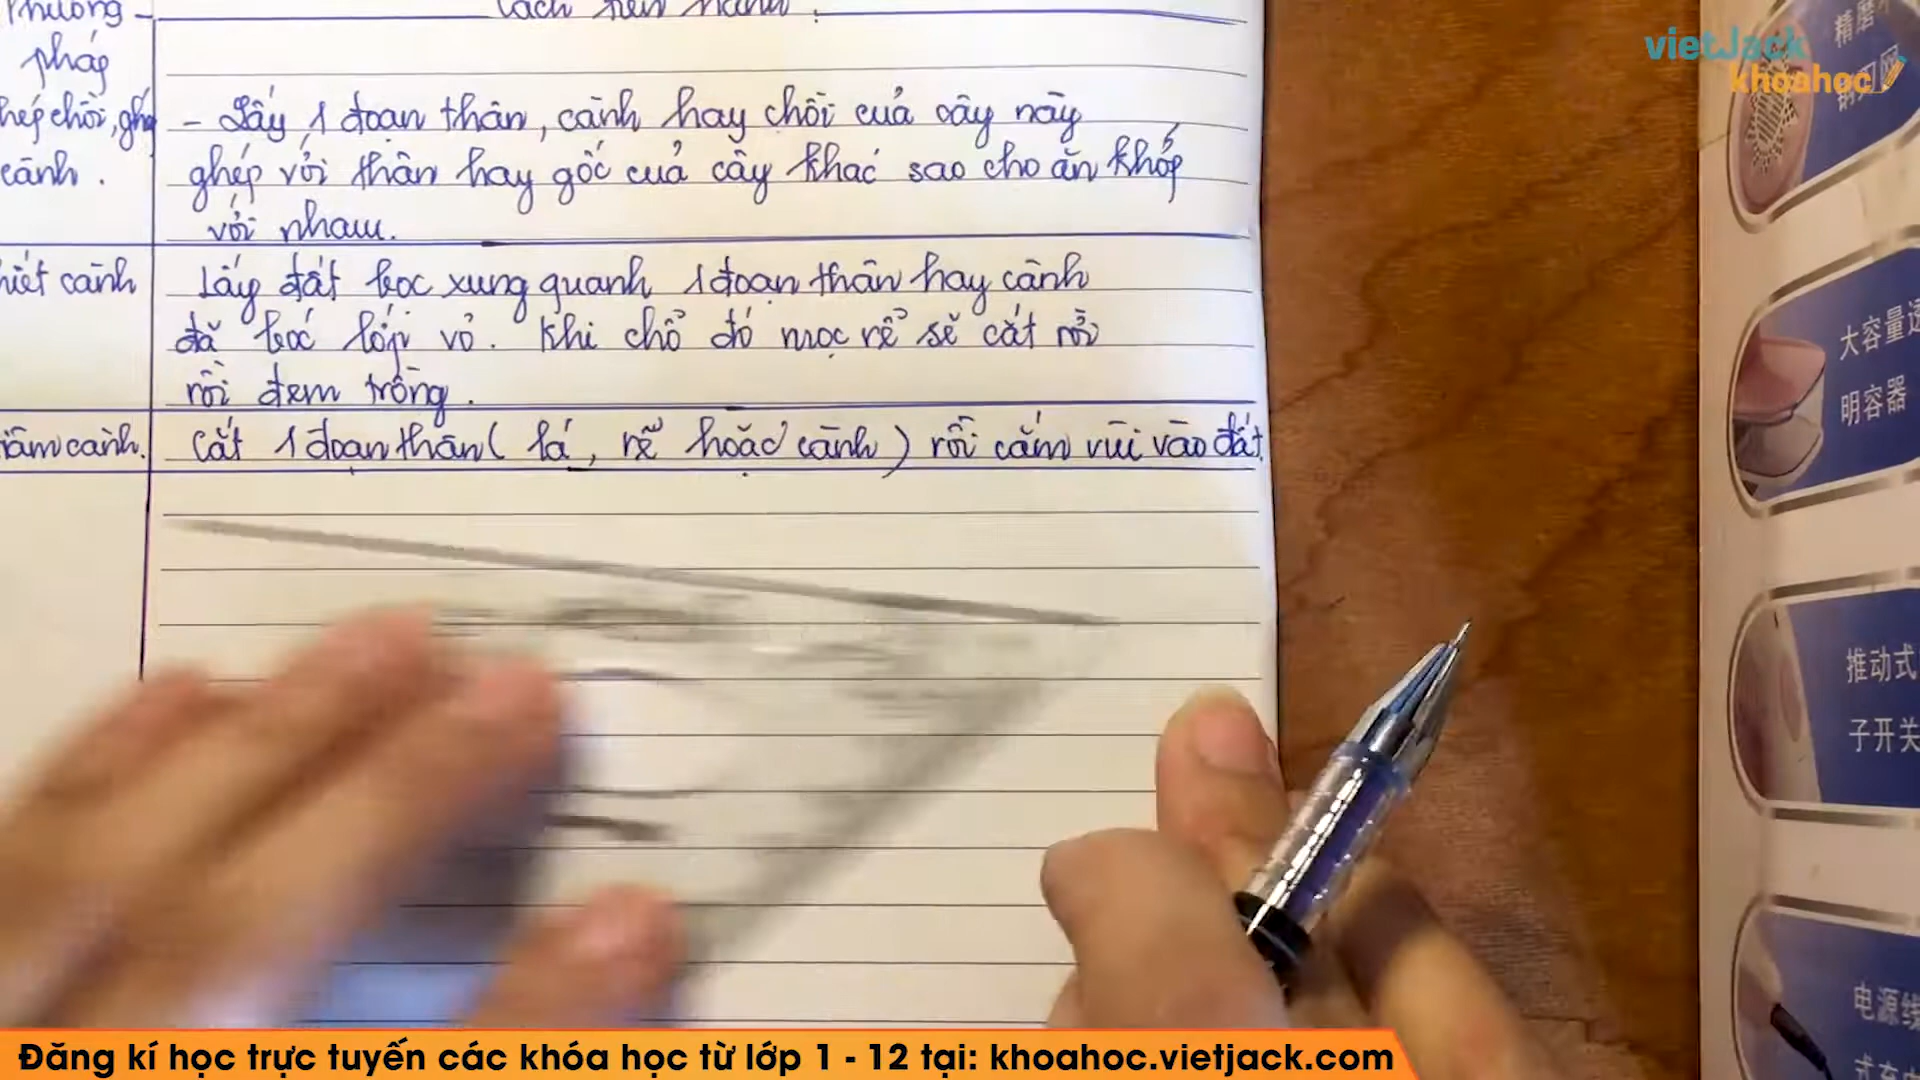 Phương
pháp
Cách tiến hành:
ghép chồi, ghép
cành.
- Lấy 1 đoạn thân, cành hay chồi của cây này
ghép với thân hay gốc của cây khác sao cho ăn khớp
với nhau.
chiết cành
Lấy đất bọc xung quanh 1 đoạn thân hay cành
đã bóc lớp vỏ. Khi chỗ đó mọc rễ sẽ cắt rời
rồi đem trồng.
giâm cành.
Cắt 1 đoạn thân (lá, rễ hoặc cành) rồi cắm vùi vào đất.
vietJack
khoahoc
大容量透
明容器
推动式
子开关
电源线
Đăng kí học trực tuyến các khóa học từ lớp 1 - 12 tại: khoahoc.vietjack.com